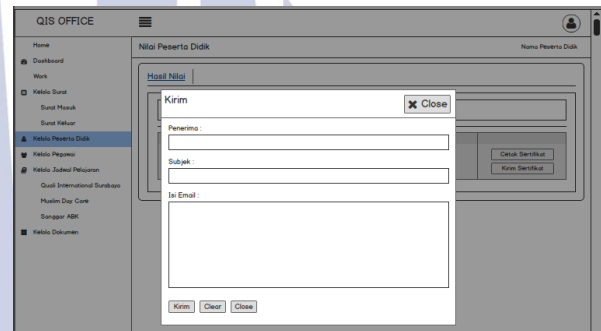 QIS OFFICE
Home
Dashboard
Work
Kelola Surat
Surat Masuk
Surat Keluar
Kelola Peserta Didik
Kelola Pegawai
Kelola Jadwal Pelajaran
Quali International Surabaya
Muslim Day Care
Sanggar ABK
Kelola Dokumen
Nilai Peserta Didik
Nama Peserta Didik
Hasil Nilai
Kirim
Close
Penerima :
Subjek :
Isi Email :
Kirim Clear Close
Cetak Sertifikat
Kirim Sertifikat